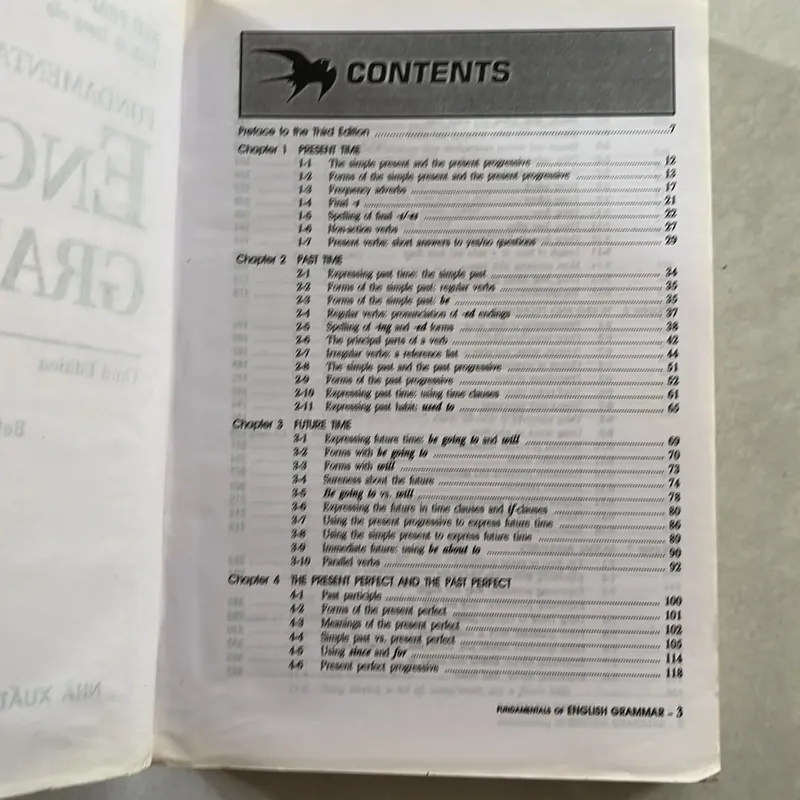 CONTENTS
Preface to the Third Edition 7
Chapter 1 PRESENT TIME
1-1 The simple present and the present progressive 12
1-2 Forms of the simple present and the present progressive 13
1-3 Frequency adverbs 17
1-4 Final -s 21
1-5 Spelling of final -s/-es 22
1-6 Non-action verbs 27
1-7 Present verbs: short answers to yes/no questions 29
Chapter 2 PAST TIME
2-1 Expressing past time: the simple past 34
2-2 Forms of the simple past: regular verbs 35
2-3 Forms of the simple past: be 35
2-4 Regular verbs: pronunciation of -ed endings 37
2-5 Spelling of -ing and -ed forms 38
2-6 The principal parts of a verb 42
2-7 Irregular verbs: a reference list 44
2-8 The simple past and the past progressive 51
2-9 Forms of the past progressive 52
2-10 Expressing past time: using time clauses 61
2-11 Expressing past habit: used to 65
Chapter 3 FUTURE TIME
3-1 Expressing future time: be going to and will 69
3-2 Forms with be going to 70
3-3 Forms with will 73
3-4 Sureness about the future 74
3-5 Be going to vs. will 78
3-6 Expressing the future in time clauses and if-clauses 80
3-7 Using the present progressive to express future time 86
3-8 Using the simple present to express future time 89
3-9 Immediate future: using be about to 90
3-10 Parallel verbs 92
Chapter 4 THE PRESENT PERFECT AND THE PAST PERFECT
4-1 Past participle 100
4-2 Forms of the present perfect 101
4-3 Meanings of the present perfect 102
4-4 Simple past vs. present perfect 105
4-5 Using since and for 114
4-6 Present perfect progressive 118
FUNDAMENTALS OF ENGLISH GRAMMAR - 3